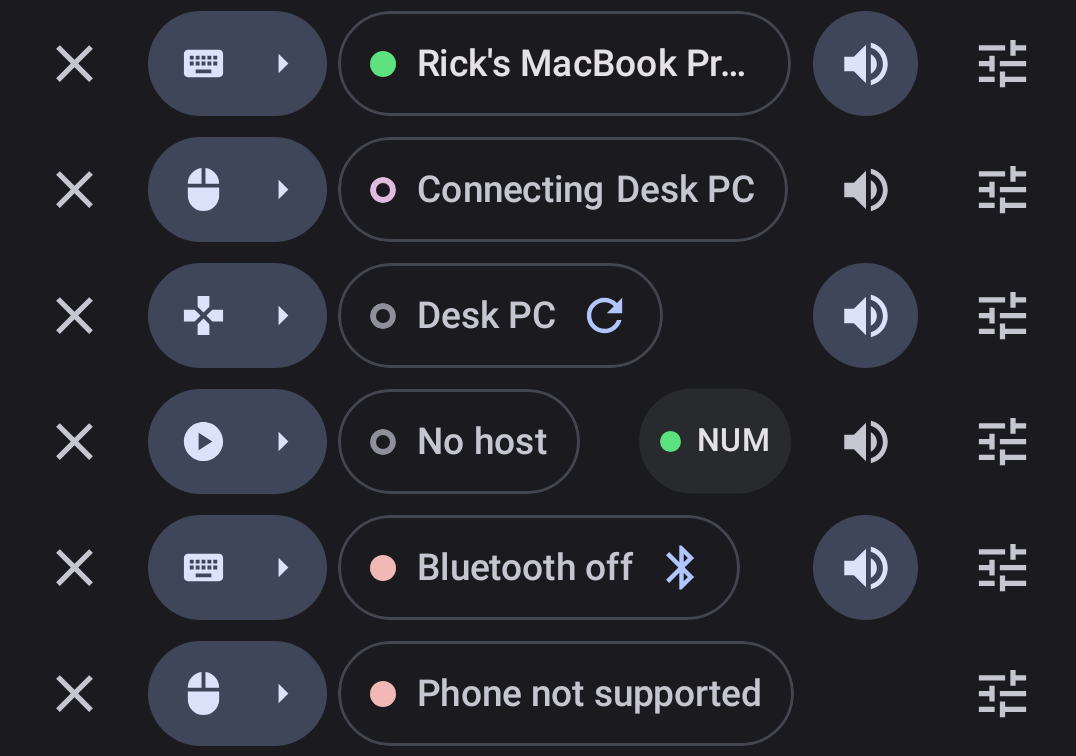 Rick's MacBook Pr...
Connecting Desk PC
Desk PC
No host
NUM
Bluetooth off
Phone not supported